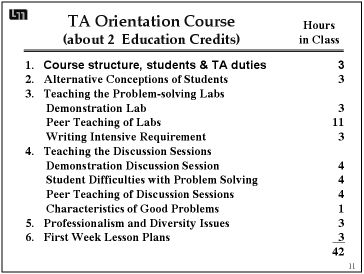 TA Orientation Course
(about 2 Education Credits)
Hours
in Class
1. Course structure, students & TA duties 3
2. Alternative Conceptions of Students 3
3. Teaching the Problem-solving Labs
Demonstration Lab 3
Peer Teaching of Labs 11
Writing Intensive Requirement 3
4. Teaching the Discussion Sessions
Demonstration Discussion Session 4
Student Difficulties with Problem Solving 4
Peer Teaching of Discussion Sessions 4
Characteristics of Good Problems 1
5. Professionalism and Diversity Issues 3
6. First Week Lesson Plans 3
42
11